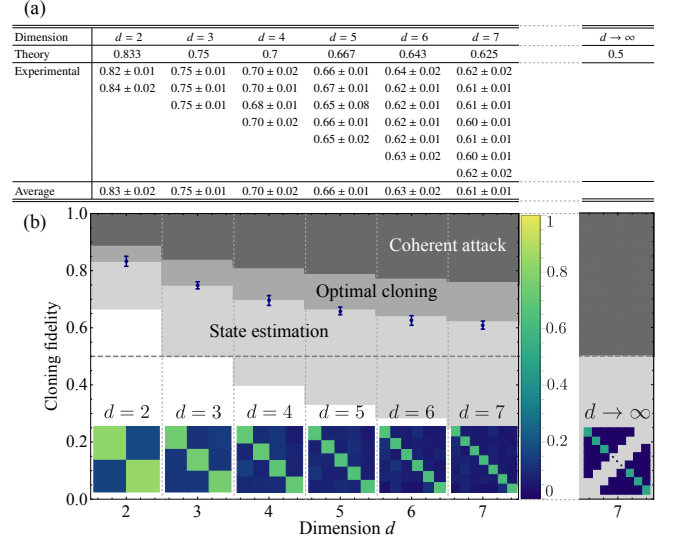 (a)
Dimension d = 2 d = 3 d = 4 d = 5 d = 6 d = 7 d → ∞
Theory 0.833 0.75 0.7 0.667 0.643 0.625 0.5
Experimental 0.82 ± 0.01 0.75 ± 0.01 0.70 ± 0.02 0.66 ± 0.01 0.64 ± 0.02 0.62 ± 0.02
0.84 ± 0.02 0.75 ± 0.01 0.70 ± 0.01 0.67 ± 0.01 0.62 ± 0.01 0.61 ± 0.01
0.75 ± 0.01 0.68 ± 0.01 0.65 ± 0.08 0.62 ± 0.01 0.61 ± 0.01
0.70 ± 0.02 0.66 ± 0.01 0.62 ± 0.01 0.60 ± 0.01
0.65 ± 0.02 0.62 ± 0.01 0.61 ± 0.01
0.63 ± 0.02 0.60 ± 0.01
0.62 ± 0.02
Average 0.83 ± 0.02 0.75 ± 0.01 0.70 ± 0.02 0.66 ± 0.01 0.63 ± 0.02 0.61 ± 0.01
(b)
1.0
0.8
0.6
0.4
0.2
0.0
Cloning fidelity
Coherent attack
Optimal cloning
State estimation
d = 2 d = 3 d = 4 d = 5 d = 6 d = 7 d → ∞
1
0.8
0.6
0.4
0.2
0
2 3 4 5 6 7 7
Dimension d